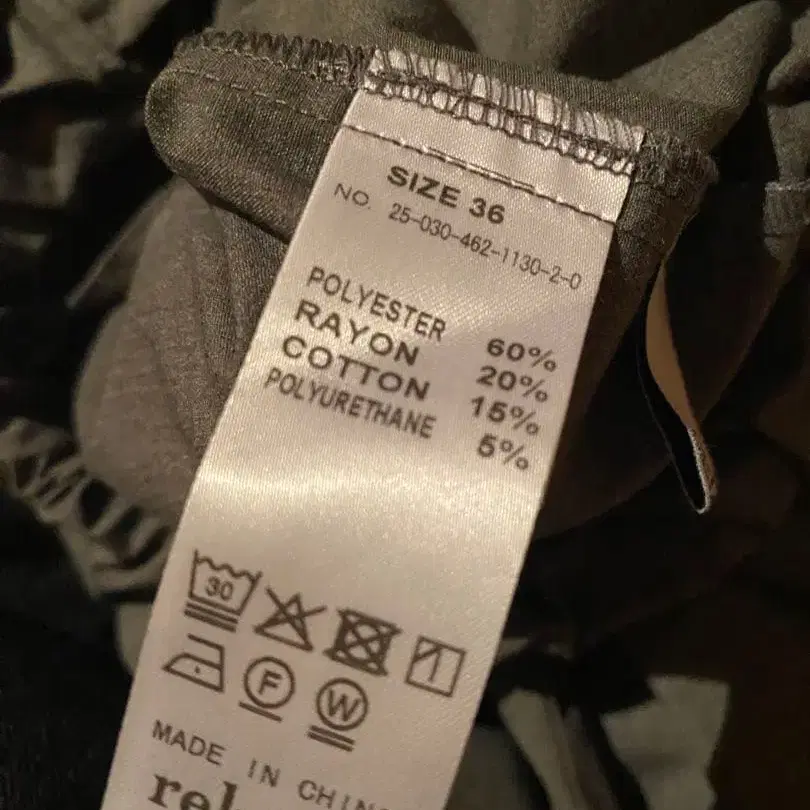 SIZE 36
NO. 25-030-462-1130-2-0
POLYESTER 60%
RAYON 20%
COTTON 15%
POLYURETHANE 5%
30
F
W
MADE IN CHINA